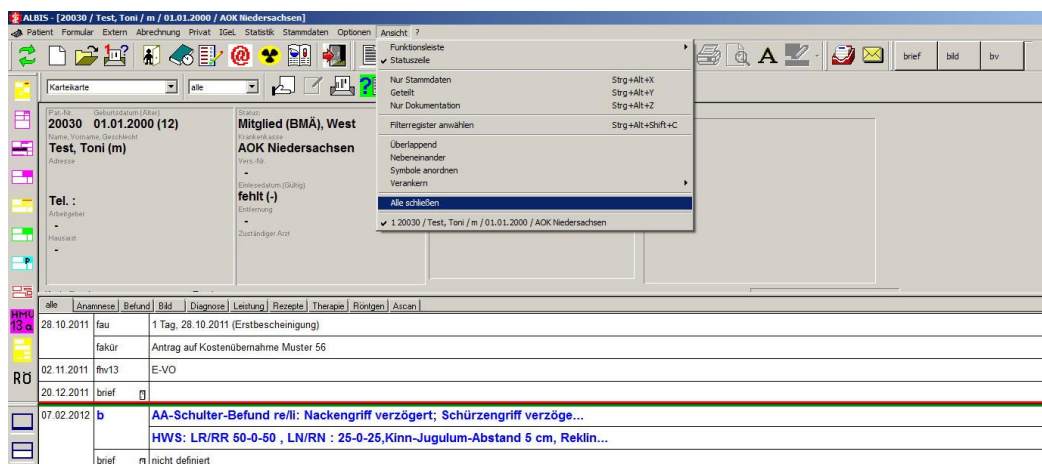 ALBIS - [20030 / Test, Toni / m / 01.01.2000 / AOK Niedersachsen]
Patient Formular Extern Abrechnung Privat IGeL Statistik Stammdaten Optionen Ansicht ?
Funktionsleiste
Statuszeile
Nur Stammdaten Strg+Alt+X
Geteilt Strg+Alt+Y
Nur Dokumentation Strg+Alt+Z
Filterregister anwählen Strg+Alt+Shift+C
Überlappend
Nebeneinander
Symbole anordnen
Verankern
Alle schließen
1 20030 / Test, Toni / m / 01.01.2000 / AOK Niedersachsen
A brief bild bv
Karteikarte alle
Pat.-Nr. Geburtsdatum (Alter)
20030 01.01.2000 (12)
Name, Vorname, Geschlecht
Test, Toni (m)
Adresse
Tel. :
Arbeitgeber
-
Hausarzt
-
Status:
Mitglied (BMÄ), West
Krankenkasse
AOK Niedersachsen
Vers.-Nr.
-
Einlesedatum (Gültig)
fehlt (-)
Entfernung
-
Zuständiger Arzt
P
HMV
13 a
RÖ
alle Anamnese Befund Bild Diagnose Leistung Rezepte Therapie Röntgen Ascan
28.10.2011 fau 1 Tag, 28.10.2011 (Erstbescheinigung)
fakür Antrag auf Kostenübernahme Muster 56
02.11.2011 fhv13 E-VO
20.12.2011 brief
07.02.2012 b AA-Schulter-Befund re/li: Nackengriff verzögert; Schürzengriff verzöge...
HWS: LR/RR 50-0-50 , LN/RN : 25-0-25,Kinn-Jugulum-Abstand 5 cm, Reklin...
brief nicht definiert